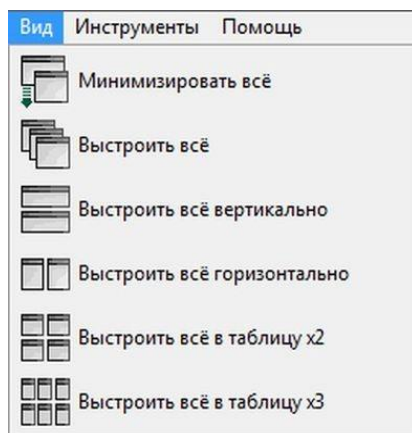 Вид Инструменты Помощь
Минимизировать всё
Выстроить всё
Выстроить всё вертикально
Выстроить всё горизонтально
Выстроить всё в таблицу x2
Выстроить всё в таблицу x3